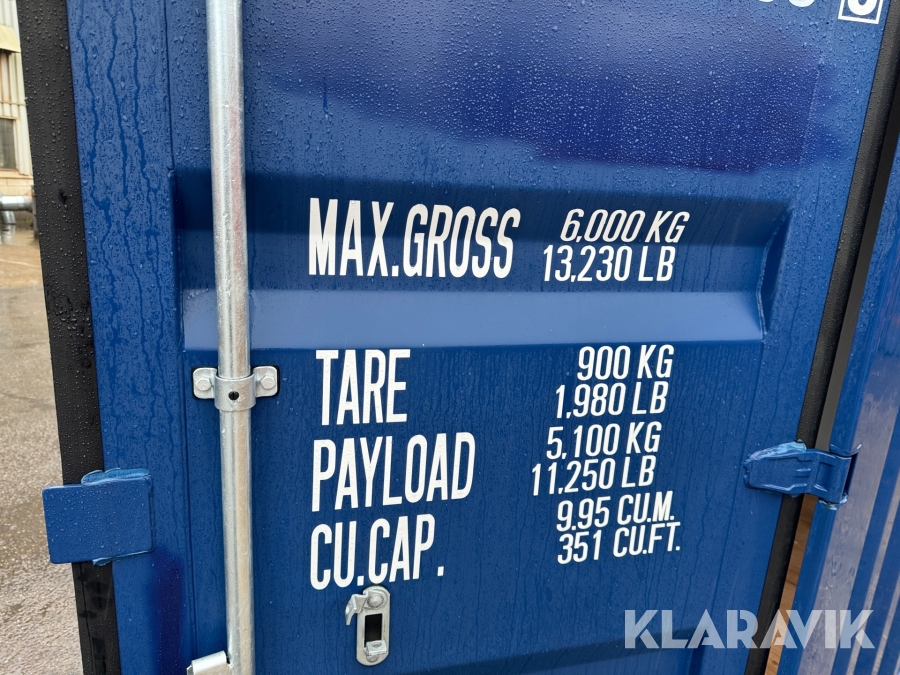 MAX.GROSS 6,000 KG
13,230 LB
TARE 900 KG
1,980 LB
PAYLOAD 5,100 KG
11,250 LB
CU.CAP. 9.95 CU.M.
351 CU.FT.
KLARAVIK